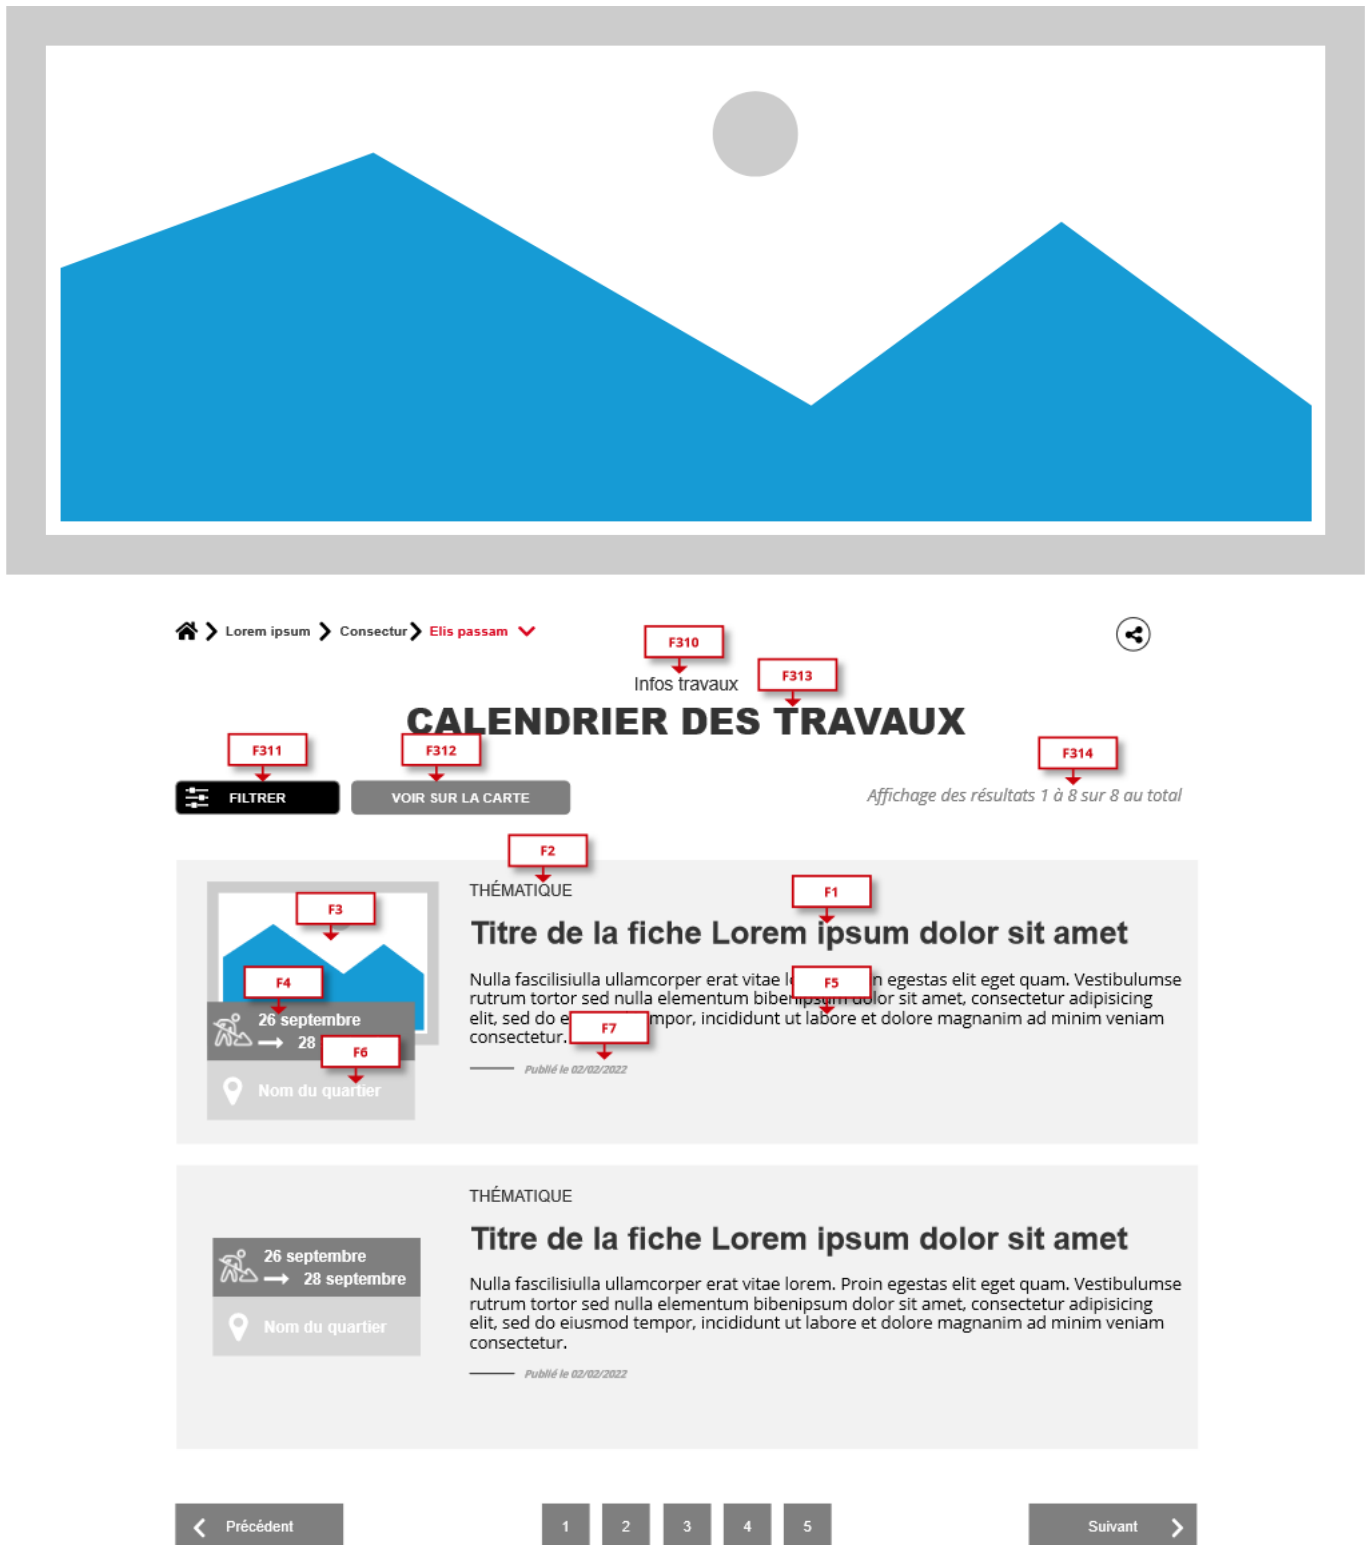 Lorem ipsum Consectur Elis passam
F310
Infos travaux
F313
CALENDRIER DES TRAVAUX
F311
F312
F314
FILTRER
VOIR SUR LA CARTE
Affichage des résultats 1 à 8 sur 8 au total
F2
THÉMATIQUE
F1
F3
Titre de la fiche Lorem ipsum dolor sit amet
F4
F5
Nulla fascilisiulla ullamcorper erat vitae egestas elit eget quam. Vestibulumse
rutrum tortor sed nulla elementum bibenipsum dolor sit amet, consectetur adipisicing
elit, sed do incididunt ut labore et dolore magnanim ad minim veniam
consectetur.
F7
26 septembre
28
F6
Nom du quartier
Publié le 02/02/2022
THÉMATIQUE
Titre de la fiche Lorem ipsum dolor sit amet
26 septembre
28 septembre
Nom du quartier
Nulla fascilisiulla ullamcorper erat vitae lorem. Proin egestas elit eget quam. Vestibulumse
rutrum tortor sed nulla elementum bibenipsum dolor sit amet, consectetur adipisicing
elit, sed do eiusmod tempor, incididunt ut labore et dolore magnanim ad minim veniam
consectetur.
Publié le 02/02/2022
Précédent
1 2 3 4 5
Suivant